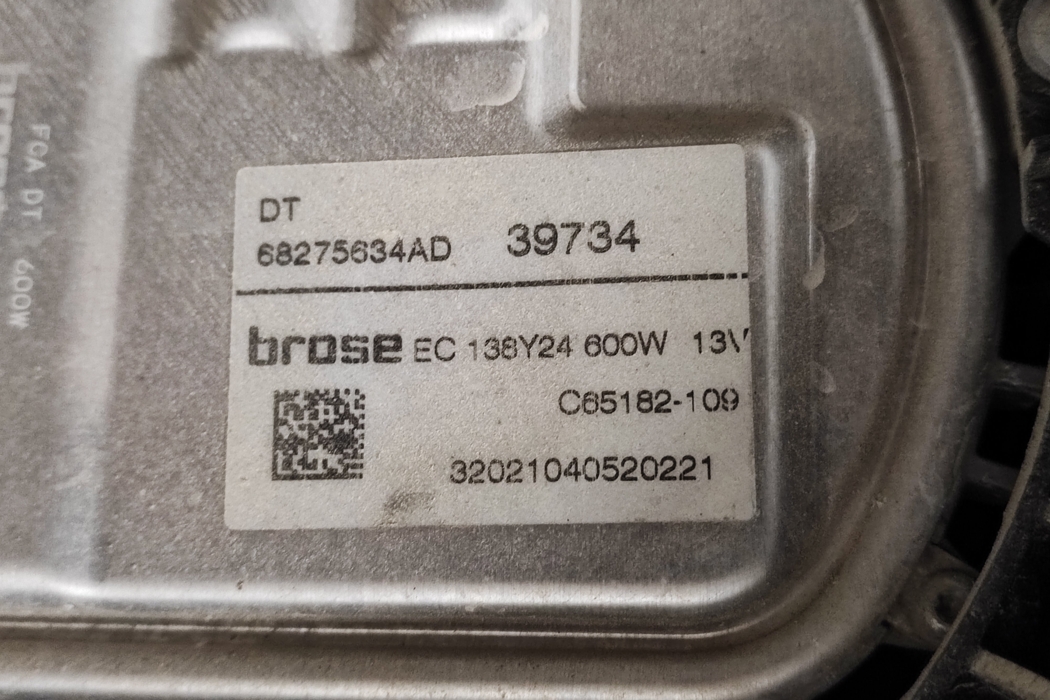 DT
68275634AD 39734
brose EC 138Y24 600W 13V
C65182-109
32021040520221
FCA DT 600W